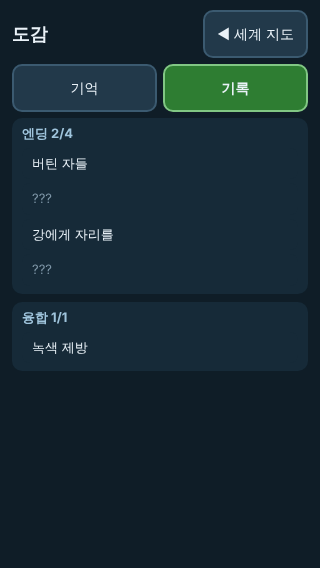 도감
◀ 세계 지도
기억
기록
엔딩 2/4
버틴 자들
???
강에게 자리를
???
융합 1/1
녹색 제방